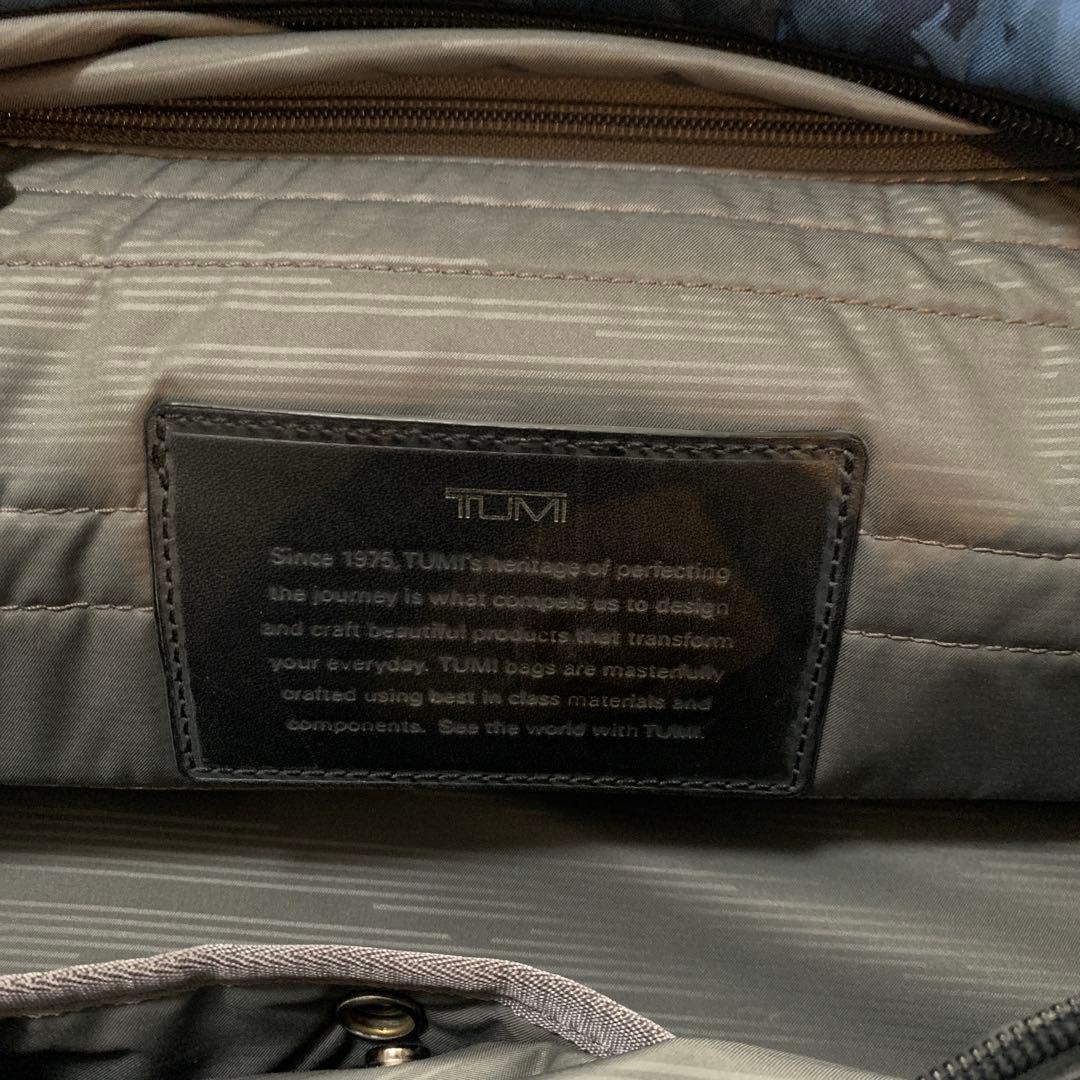 TUMI
Since 1975, TUMI's heritage of perfecting
the journey is what compels us to design
and craft beautiful products that transform
your everyday. TUMI bags are masterfully
crafted using best in class materials and
components. See the world with TUMI.